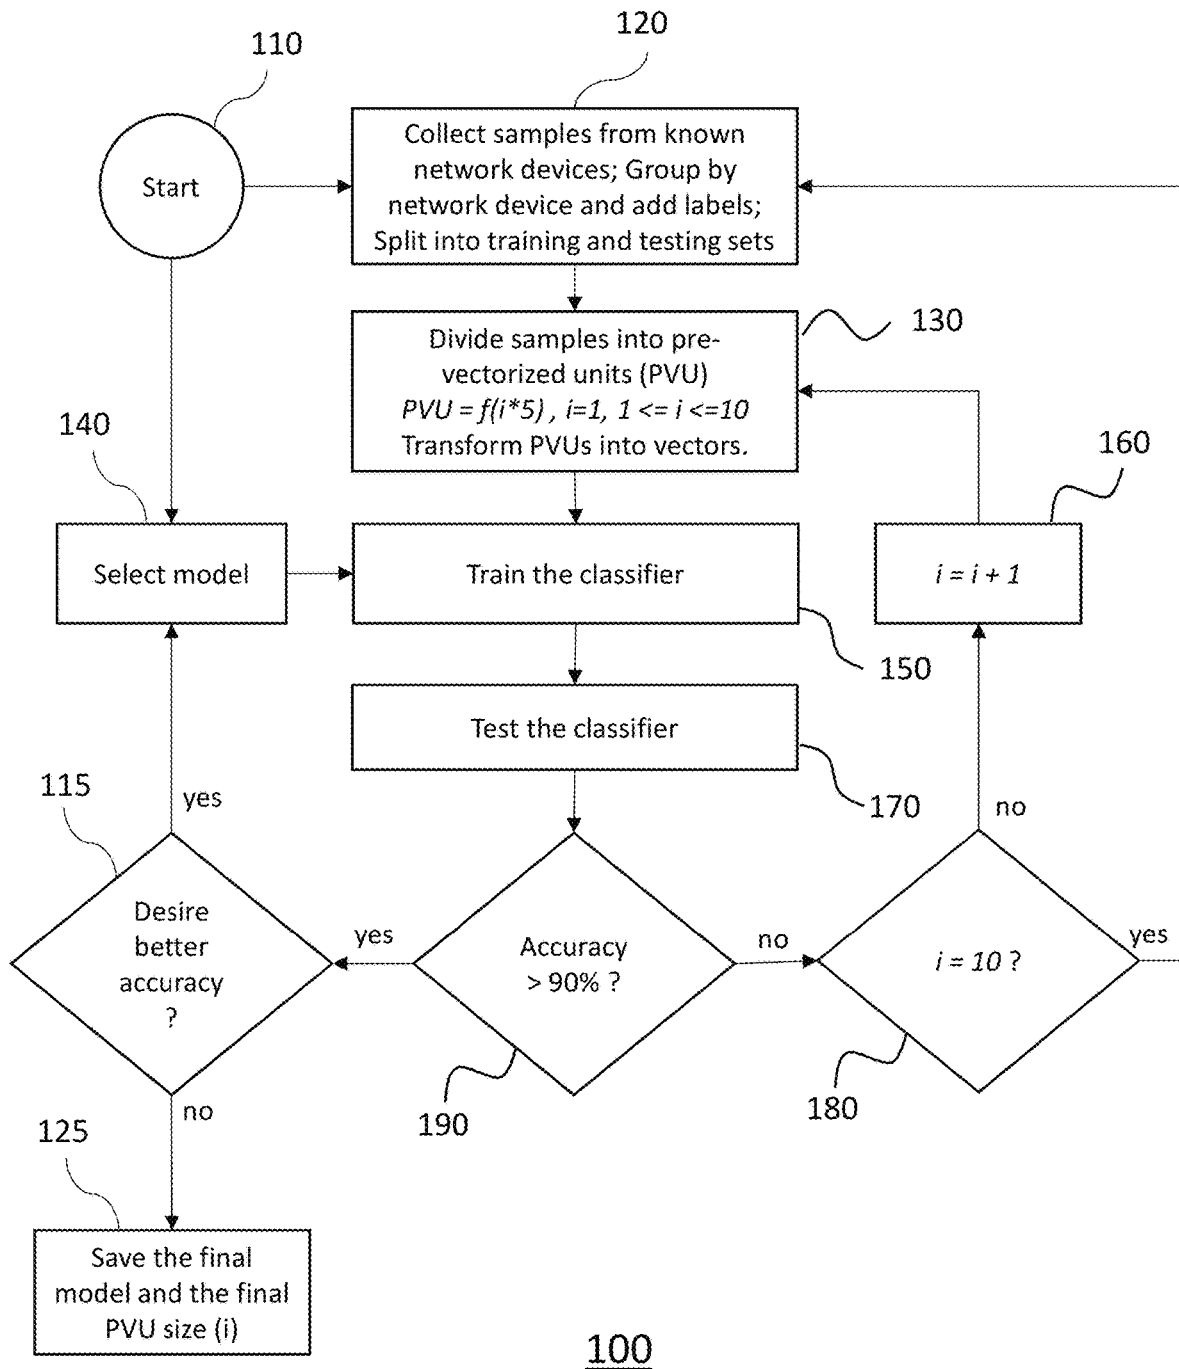 110
120
Start
Collect samples from known
network devices; Group by
network device and add labels;
Split into training and testing sets
130
Divide samples into pre-
vectorized units (PVU)
PVU = f(i*5) , i=1, 1 <= i <=10
Transform PVUs into vectors.
140
160
Select model
Train the classifier
i = i + 1
150
Test the classifier
170
115
yes
no
Desire
better
accuracy
?
yes
Accuracy
> 90% ?
no
i = 10 ?
yes
190
180
no
125
Save the final
model and the final
PVU size (i)
100